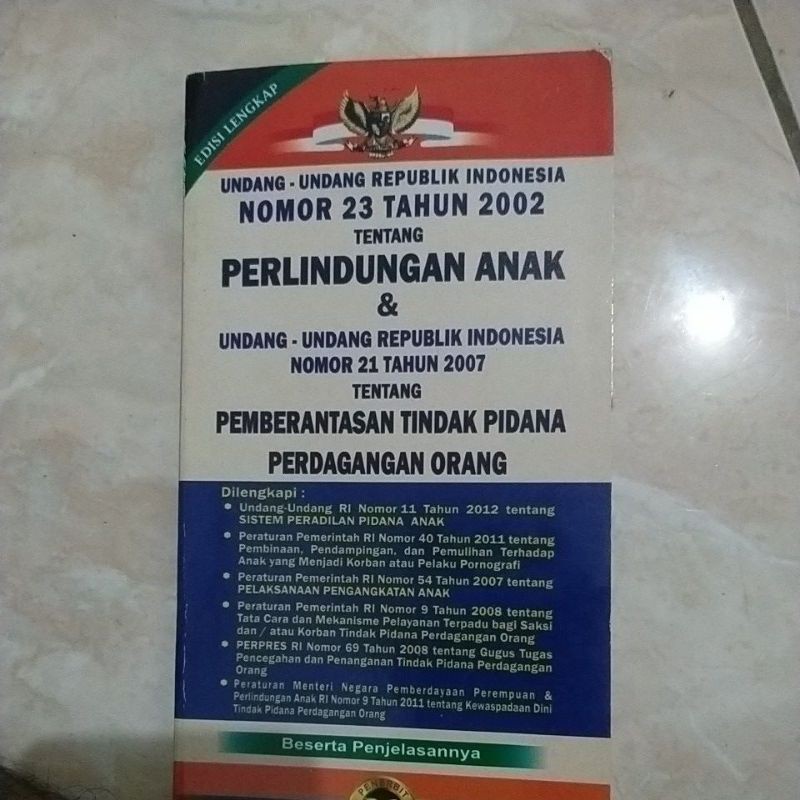 EDISI LENGKAP
UNDANG - UNDANG REPUBLIK INDONESIA
NOMOR 23 TAHUN 2002
TENTANG
PERLINDUNGAN ANAK
&
UNDANG - UNDANG REPUBLIK INDONESIA
NOMOR 21 TAHUN 2007
TENTANG
PEMBERANTASAN TINDAK PIDANA
PERDAGANGAN ORANG
Dilengkapi :
• Undang-Undang RI Nomor 11 Tahun 2012 tentang
SISTEM PERADILAN PIDANA ANAK
• Peraturan Pemerintah RI Nomor 40 Tahun 2011 tentang
Pembinaan, Pendampingan, dan Pemulihan Terhadap
Anak yang Menjadi Korban atau Pelaku Pornografi
• Peraturan Pemerintah RI Nomor 54 Tahun 2007 tentang
PELAKSANAAN PENGANGKATAN ANAK
• Peraturan Pemerintah RI Nomor 9 Tahun 2008 tentang
Tata Cara dan Mekanisme Pelayanan Terpadu bagi Saksi
dan / atau Korban Tindak Pidana Perdagangan Orang
• PERPRES RI Nomor 69 Tahun 2008 tentang Gugus Tugas
Pencegahan dan Penanganan Tindak Pidana Perdagangan
Orang
• Peraturan Menteri Negara Pemberdayaan Perempuan &
Perlindungan Anak RI Nomor 9 Tahun 2011 tentang Kewaspadaan Dini
Tindak Pidana Perdagangan Orang
Beserta Penjelasannya
PENERBIT